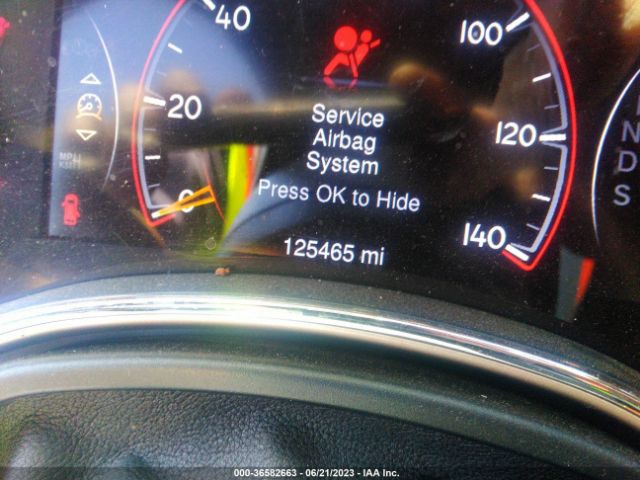 40
100
20
120
0
140
MPH
Service
Airbag
System
Press OK to Hide
125465 mi
N
D
S
000-36582663 - 06/21/2023 - IAA Inc.